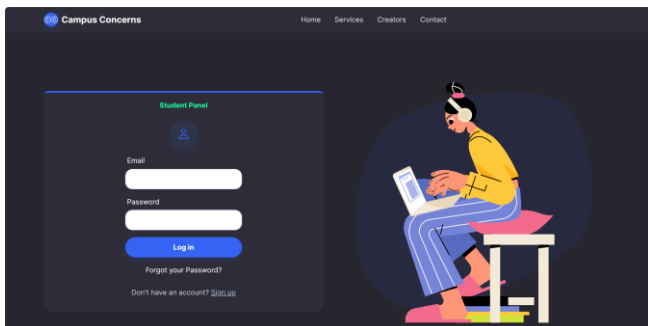 Campus Concerns
Home Services Creators Contact
Student Panel
Email
Password
Log in
Forgot your Password?
Don't have an account? Sign up